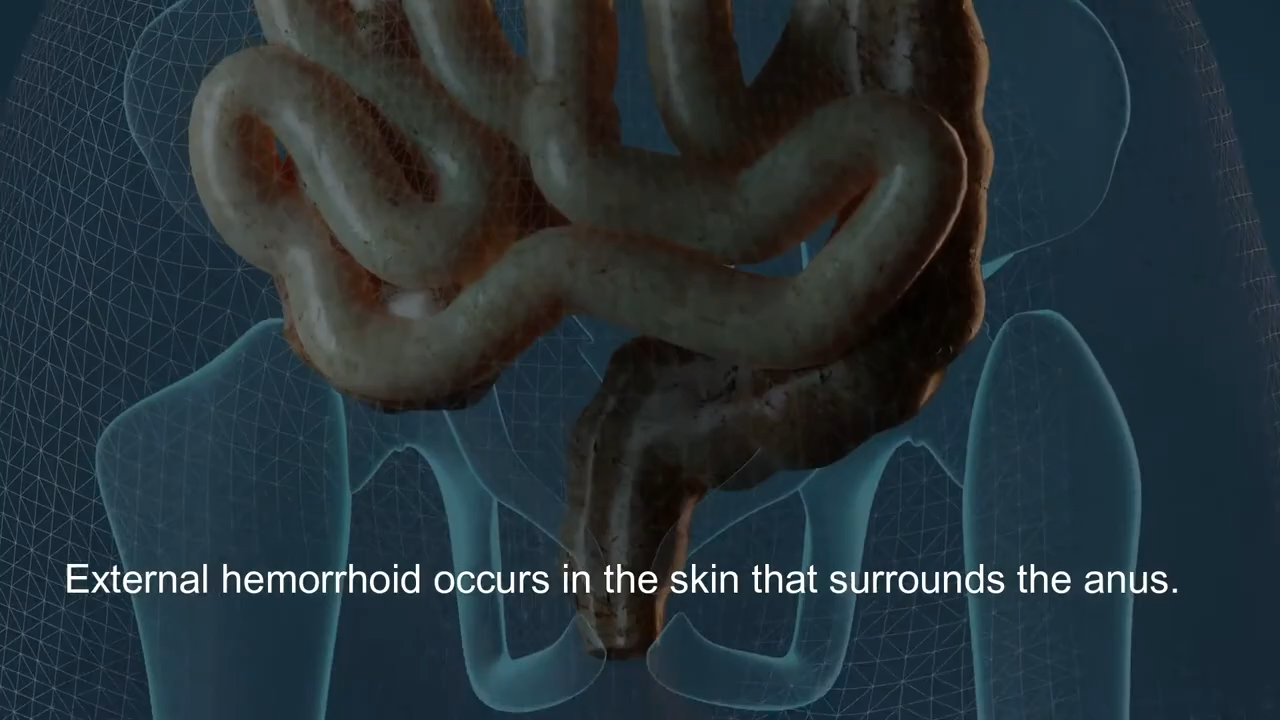 External hemorrhoid occurs in the skin that surrounds the anus.